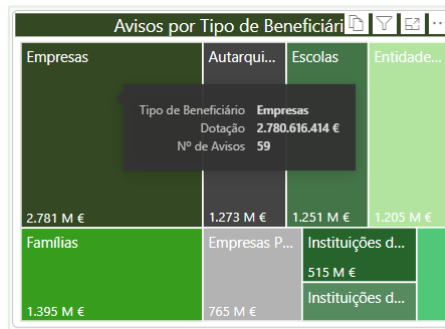 Avisos por Tipo de Beneficiári
Empresas
Autarqui...
Escolas
Entidade...
Tipo de Beneficiário Empresas
Dotação 2.780.616.414 €
Nº de Avisos 59
2.781 M €
1.273 M €
1.251 M €
1.205 M €
Famílias
Empresas P...
Instituições d...
515 M €
Instituições d...
1.395 M €
765 M €